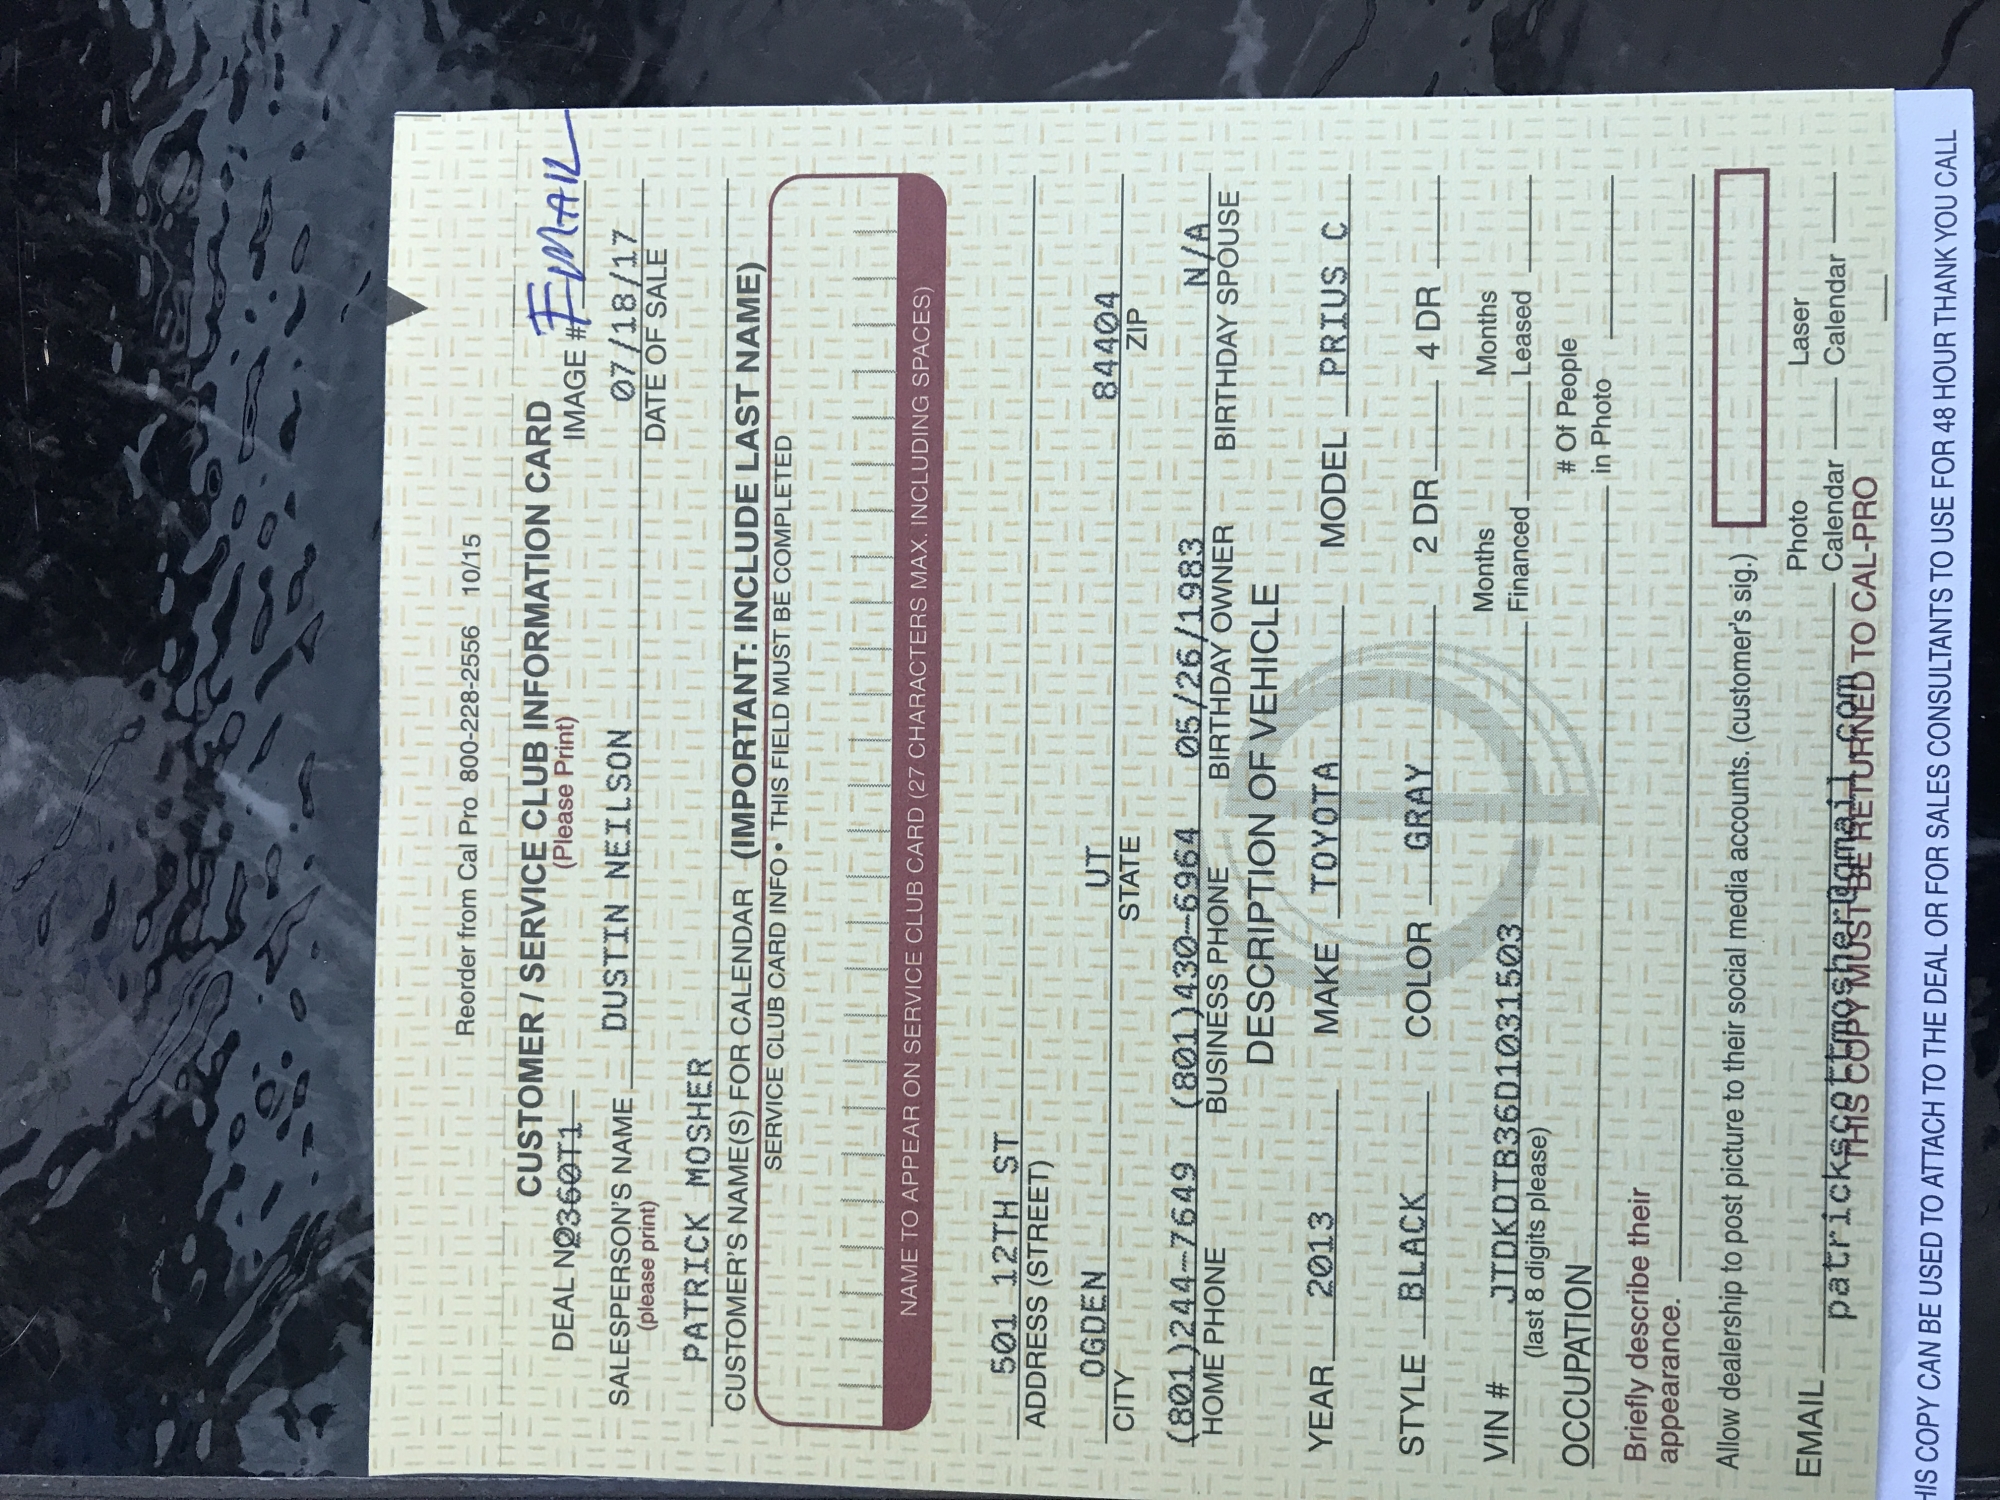 Reorder from Cal Pro 800-228-2556 10/15
CUSTOMER / SERVICE CLUB INFORMATION CARD
(Please Print)
DEAL NO2360T1 IMAGE # EMAIL
SALESPERSON'S NAME DUSTIN NEILSON 07/18/17
(please print) DATE OF SALE
PATRICK MOSHER
CUSTOMER'S NAME(S) FOR CALENDAR (IMPORTANT: INCLUDE LAST NAME)
SERVICE CLUB CARD INFO • THIS FIELD MUST BE COMPLETED
NAME TO APPEAR ON SERVICE CLUB CARD (27 CHARACTERS MAX. INCLUDING SPACES)
501 12TH ST
ADDRESS (STREET)
OGDEN UT 84404
CITY STATE ZIP
(801)244-7649 (801)430-6964 05/26/1983 N/A
HOME PHONE BUSINESS PHONE BIRTHDAY OWNER BIRTHDAY SPOUSE
DESCRIPTION OF VEHICLE
YEAR 2013 MAKE TOYOTA MODEL PRIUS C
STYLE BLACK COLOR GRAY 2 DR. 4 DR
VIN # JTDKDTB36D1031503 Months Financed Months Leased
(last 8 digits please)
OCCUPATION # Of People in Photo
Briefly describe their
appearance.
Allow dealership to post picture to their social media accounts. (customer's sig.)
EMAIL patrickscottmosher@gmail.com Photo Calendar Laser Calendar
THIS COPY MUST BE RETURNED TO CAL-PRO
HIS COPY CAN BE USED TO ATTACH TO THE DEAL OR FOR SALES CONSULTANTS TO USE FOR 48 HOUR THANK YOU CALL